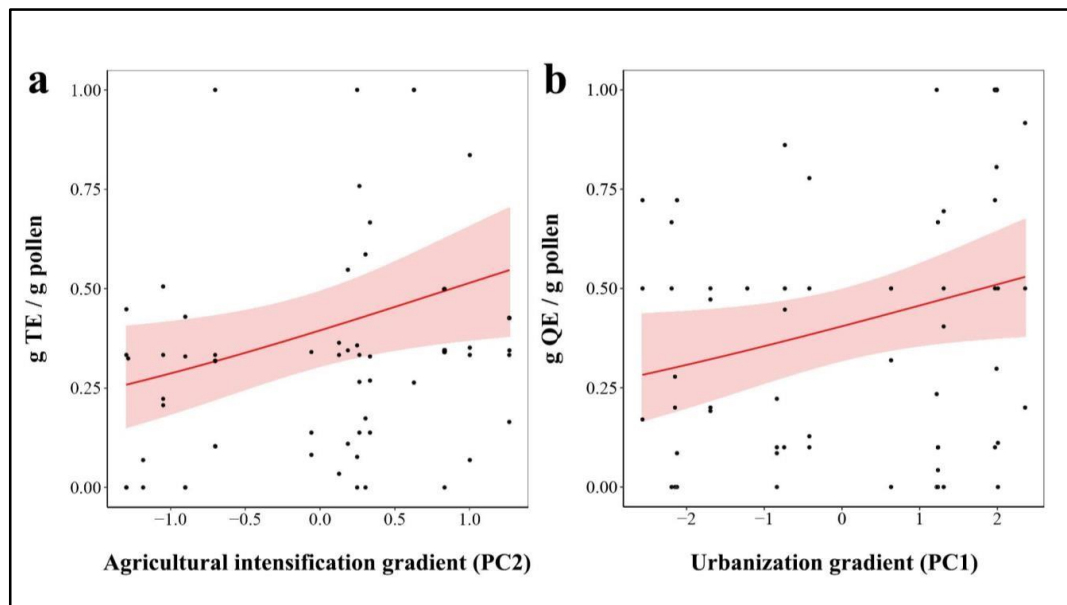 a
g TE / g pollen
1.00
0.75
0.50
0.25
0.00
−1.0 −0.5 0.0 0.5 1.0
Agricultural intensification gradient (PC2)
b
g QE / g pollen
1.00
0.75
0.50
0.25
0.00
−2 −1 0 1 2
Urbanization gradient (PC1)